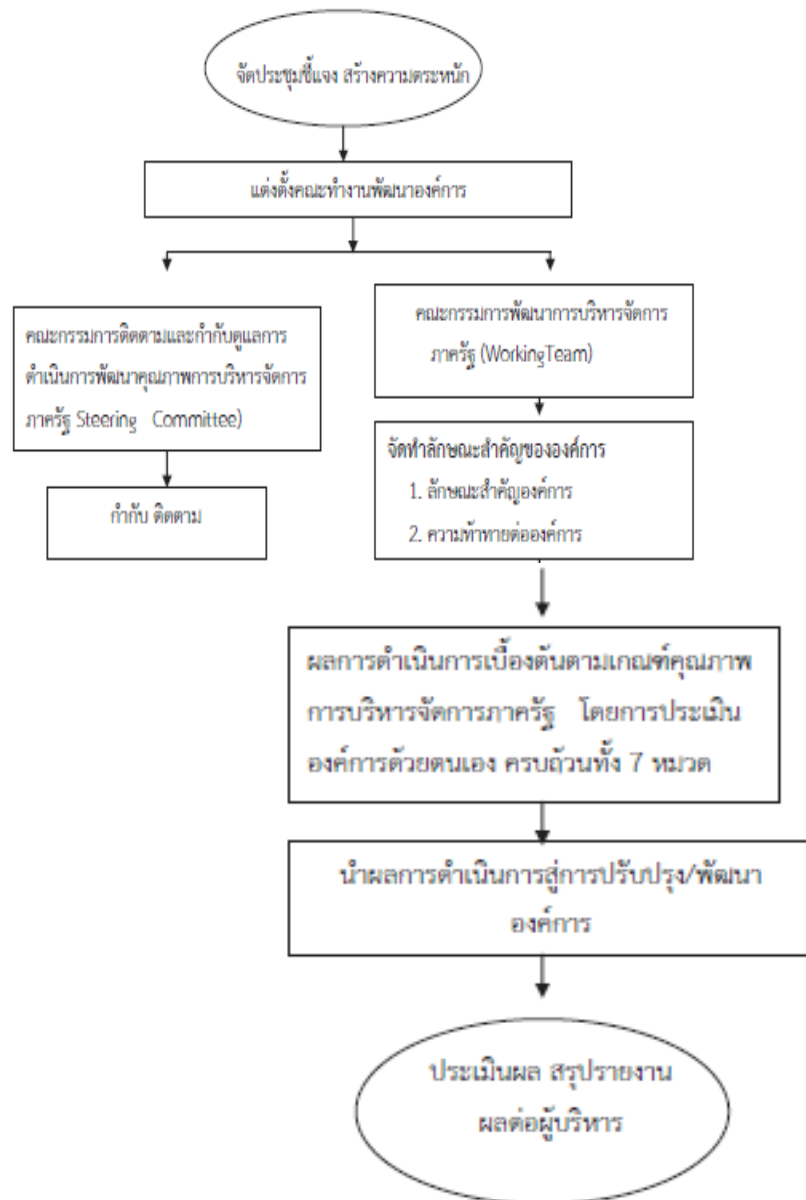 จัดประชุมชี้แจง สร้างความตระหนัก
แต่งตั้งคณะทำงานพัฒนาองค์การ
คณะกรรมการติดตามและกำกับดูแลการ
ดำเนินการพัฒนาคุณภาพการบริหารจัดการ
ภาครัฐ Steering Committee)
กำกับ ติดตาม
คณะกรรมการพัฒนาการบริหารจัดการ
ภาครัฐ (WorkingTeam)
จัดทำลักษณะสำคัญขององค์การ
1. ลักษณะสำคัญองค์การ
2. ความท้าทายต่อองค์การ
ผลการดำเนินการเบื้องต้นตามเกณฑ์คุณภาพ
การบริหารจัดการภาครัฐ โดยการประเมิน
องค์การด้วยตนเอง ครบถ้วนทั้ง 7 หมวด
นำผลการดำเนินการสู่การปรับปรุง/พัฒนา
องค์การ
ประเมินผล สรุปรายงาน
ผลต่อผู้บริหาร